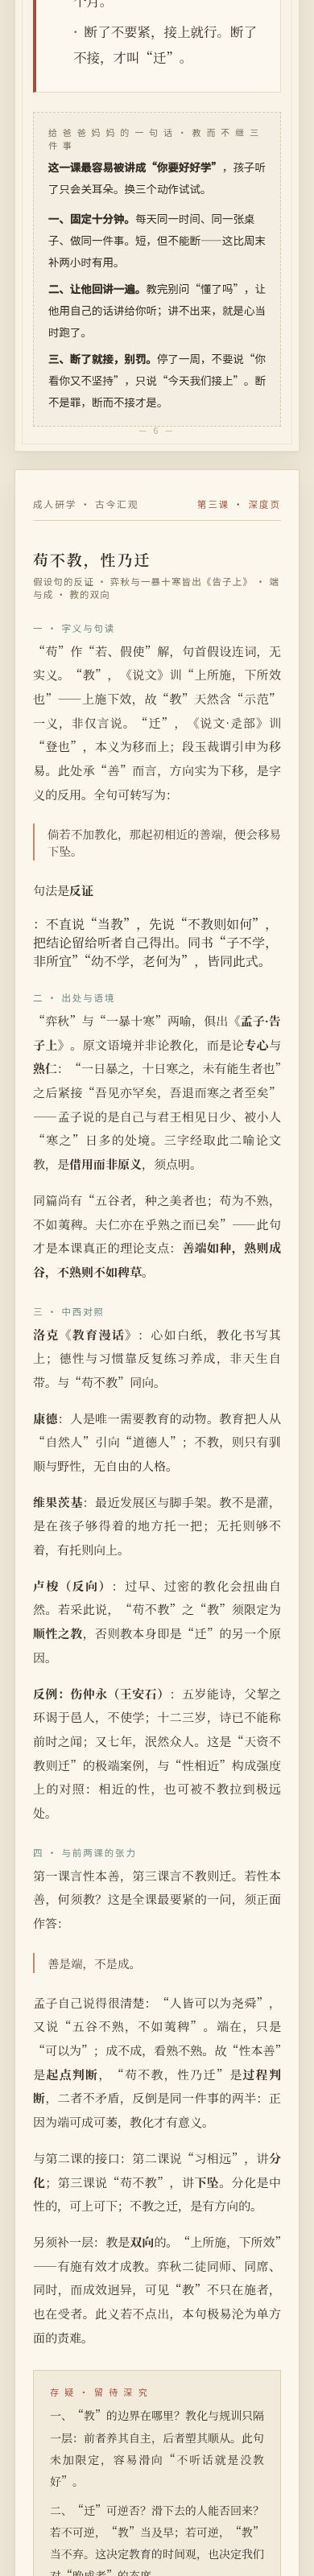 个月。
· 断了不要紧，接上就行。断了
不接，才叫“迁”。
给爸爸妈妈的一句话 · 教而不继三
件事
这一课最容易被讲成“你要好好学”，孩子听
了只会关耳朵。换三个动作试试。
一、固定十分钟。每天同一时间、同一张桌
子、做同一件事。短，但不能断——这比周末
补两小时有用。
二、让他回讲一遍。教完别问“懂了吗”，让
他用自己的话讲给你听；讲不出来，就是心当
时跑了。
三、断了就接，别罚。停了一周，不要说“你
看你又不坚持”，只说“今天我们接上”。断
不是罪，断而不接才是。
— 6 —
成人研学 · 古今汇观
第三课 · 深度页
苟不教，性乃迁
假设句的反证 · 弈秋与一暴十寒皆出《告子上》 · 端
与成 · 教的双向
一 · 字义与句读
“苟”作“若、假使”解，句首假设连词，无
实义。“教”，《说文》训“上所施，下所效
也”——上施下效，故“教”天然含“示范”
一义，非仅言说。“迁”，《说文·辵部》训
“登也”，本义为移而上；段玉裁谓引申为移
易。此处承“善”而言，方向实为下移，是字
义的反用。全句可转写为：
倘若不加教化，那起初相近的善端，便会移易
下坠。
句法是反证
：不直说“当教”，先说“不教则如何”，
把结论留给听者自己得出。同书“子不学，
非所宜”“幼不学，老何为”，皆同此式。
二 · 出处与语境
“弈秋”与“一暴十寒”两喻，俱出《孟子·告
子上》。原文语境并非论教化，而是论专心与
熟仁：“一日暴之，十日寒之，未有能生者也”
之后紧接“吾见亦罕矣，吾退而寒之者至矣”
——孟子说的是自己与君王相见日少、被小人
“寒之”日多的处境。三字经取此二喻论文
教，是借用而非原义，须点明。
同篇尚有“五谷者，种之美者也；苟为不熟，
不如荑稗。夫仁亦在乎熟之而已矣”——此句
才是本课真正的理论支点：善端如种，熟则成
谷，不熟则不如稗草。
三 · 中西对照
洛克《教育漫话》：心如白纸，教化书写其
上；德性与习惯靠反复练习养成，非天生自
带。与“苟不教”同向。
康德：人是唯一需要教育的动物。教育把人从
“自然人”引向“道德人”；不教，则只有驯
顺与野性，无自由的人格。
维果茨基：最近发展区与脚手架。教不是灌，
是在孩子够得着的地方托一把；无托则够不
着，有托则向上。
卢梭（反向）：过早、过密的教化会扭曲自
然。若采此说，“苟不教”之“教”须限定为
顺性之教，否则教本身即是“迁”的另一个原
因。
反例：伤仲永（王安石）：五岁能诗，父挈之
环谒于邑人，不使学；十二三岁，诗已不能称
前时之闻；又七年，泯然众人。这是“天资不
教则迁”的极端案例，与“性相近”构成强度
上的对照：相近的性，也可被不教拉到极远
处。
四 · 与前两课的张力
第一课言性本善，第三课言不教则迁。若性本
善，何须教？这是全课最要紧的一问，须正面
作答：
善是端，不是成。
孟子自己说得很清楚：“人皆可以为尧舜”，
又说“五谷不熟，不如荑稗”。端在，只是
“可以为”；成不成，看熟不熟。故“性本善”
是起点判断，“苟不教，性乃迁”是过程判
断，二者不矛盾，反倒是同一件事的两半：正
因为端可成可萎，教化才有意义。
与第二课的接口：第二课说“习相远”，讲分
化；第三课说“苟不教”，讲下坠。分化是中
性的，可上可下；不教之迁，是有方向的。
另须补一层：教是双向的。“上所施，下所效”
——有施有效才成教。弈秋二徒同师、同席、
同时，而成效迥异，可见“教”不只在施者，
也在受者。此义若不点出，本句极易沦为单方
面的责难。
存疑 · 留待深究
一、“教”的边界在哪里？教化与规训只隔
一层：前者养其自主，后者塑其顺从。此句
未加限定，容易滑向“不听话就是没教
好”。
二、“迁”可逆否？滑下去的人能否回来？
若不可逆，“教”当及早；若可逆，“教”
当不弃。这决定教育的时间观，也决定我们